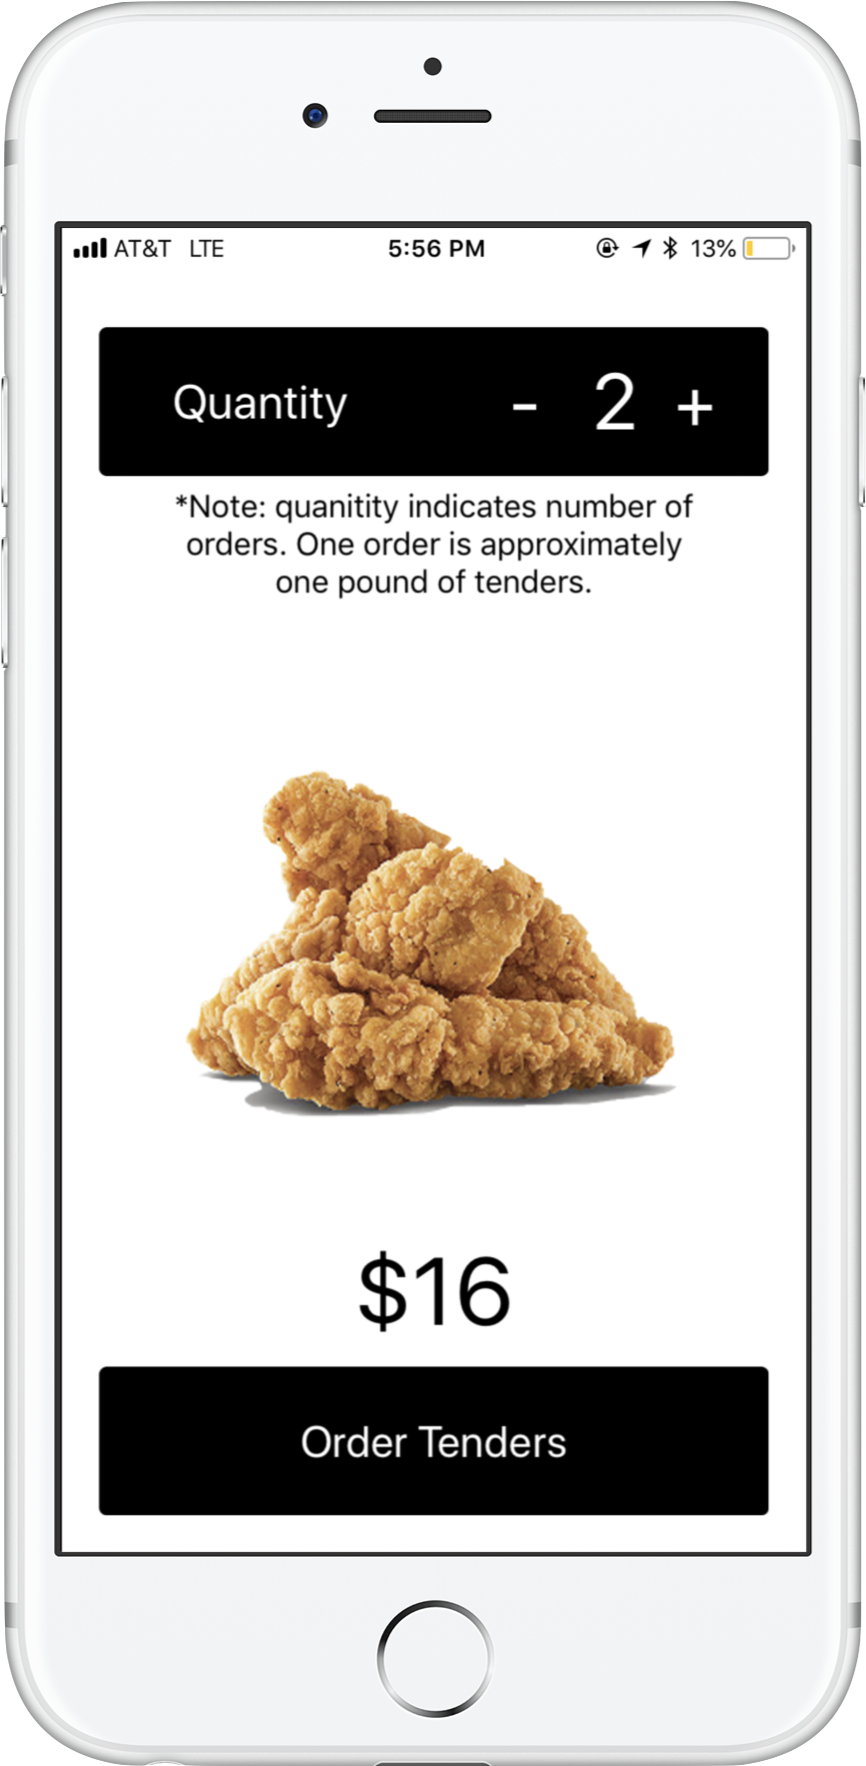 AT&T LTE 5:56 PM 13%
Quantity - 2 +
*Note: quanitity indicates number of
orders. One order is approximately
one pound of tenders.
$16
Order Tenders